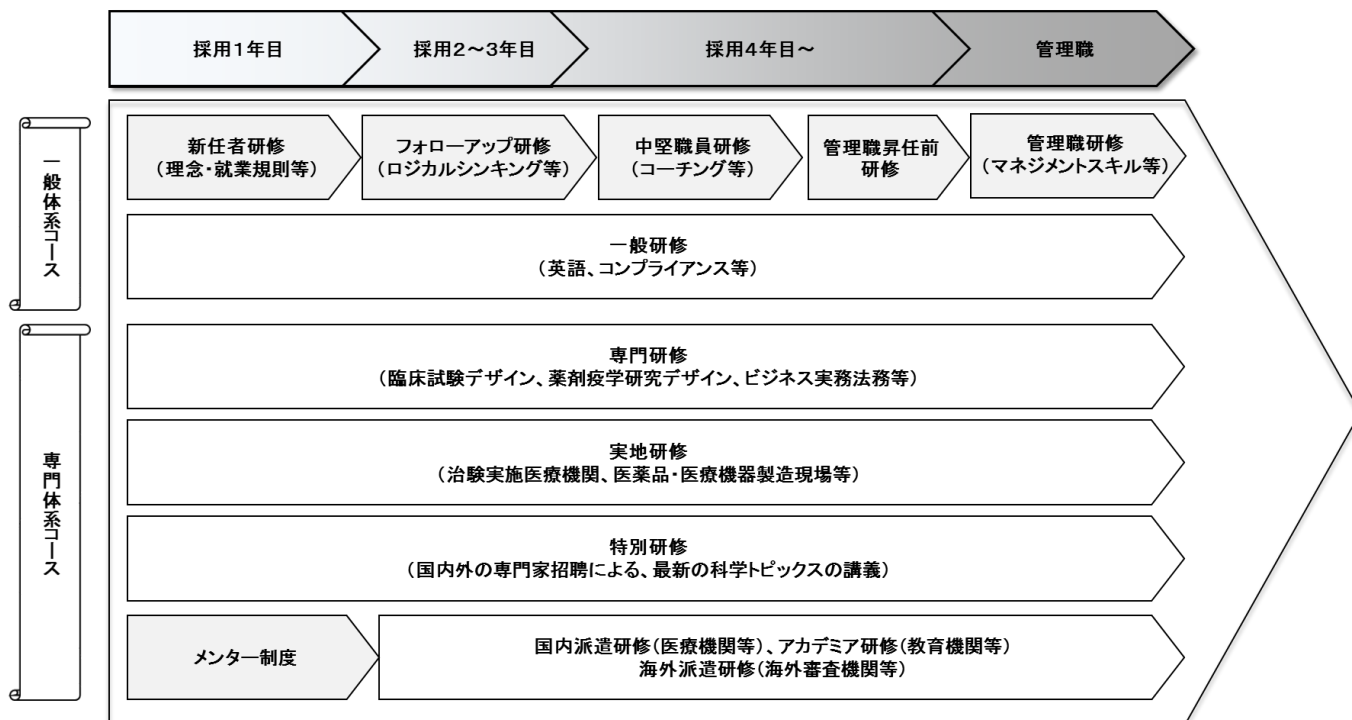 採用1年目
採用2～3年目
採用4年目～
管理職
一般体系コース
新任者研修
(理念・就業規則等)
フォローアップ研修
(ロジカルシンキング等)
中堅職員研修
(コーチング等)
管理職昇任前
研修
管理職研修
(マネジメントスキル等)
一般研修
(英語、コンプライアンス等)
専門体系コース
専門研修
(臨床試験デザイン、薬剤疫学研究デザイン、ビジネス実務法務等)
実地研修
(治験実施医療機関、医薬品・医療機器製造現場等)
特別研修
(国内外の専門家招聘による、最新の科学トピックスの講義)
メンター制度
国内派遣研修(医療機関等)、アカデミア研修(教育機関等)
海外派遣研修(海外審査機関等)